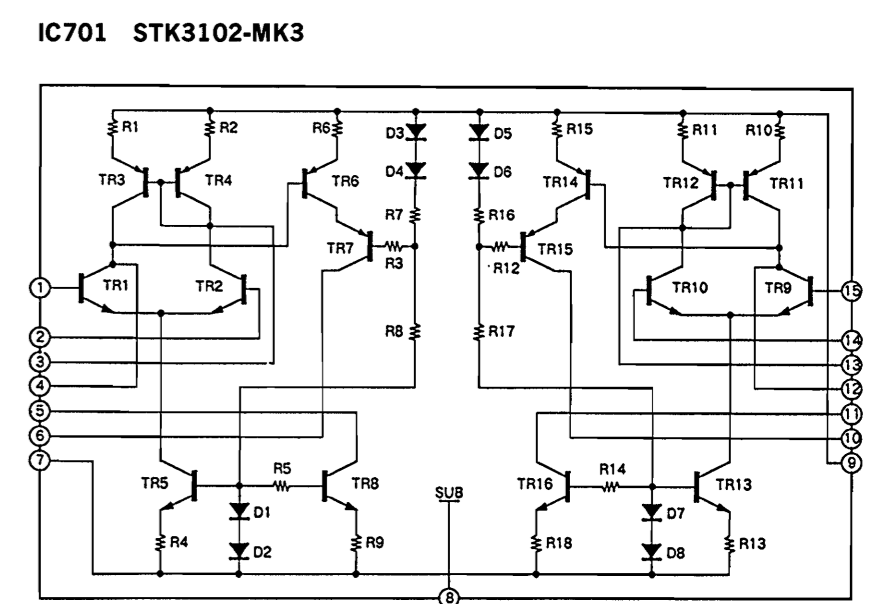 IC701 STK3102-MK3
R1 R2 R6 D3 D5 R15 R11 R10
TR3 TR4 TR6 D4 D6 TR14 TR12 TR11
R7 R16
TR7 R3 R12 TR15
1 TR1 TR2 TR10 TR9 15
2 R8 R17 14
3 13
4 12
5 11
6 10
7 9
TR5 R5 TR8 SUB TR16 R14 TR13
D1 D7
R4 D2 R9 R18 D8 R13
8